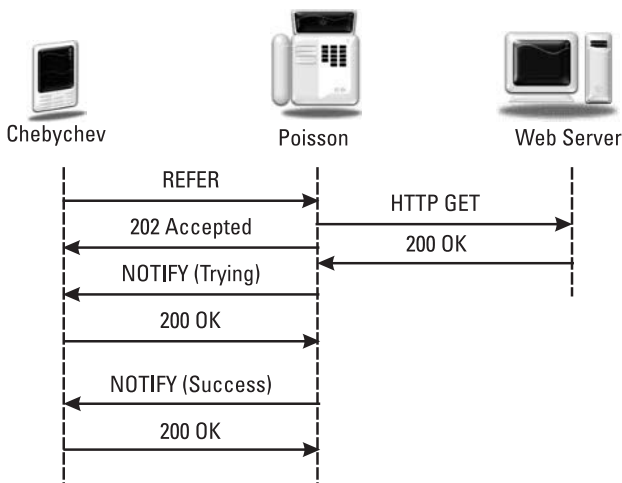 Chebychev
Poisson
Web Server
REFER
HTTP GET
202 Accepted
200 OK
NOTIFY (Trying)
200 OK
NOTIFY (Success)
200 OK